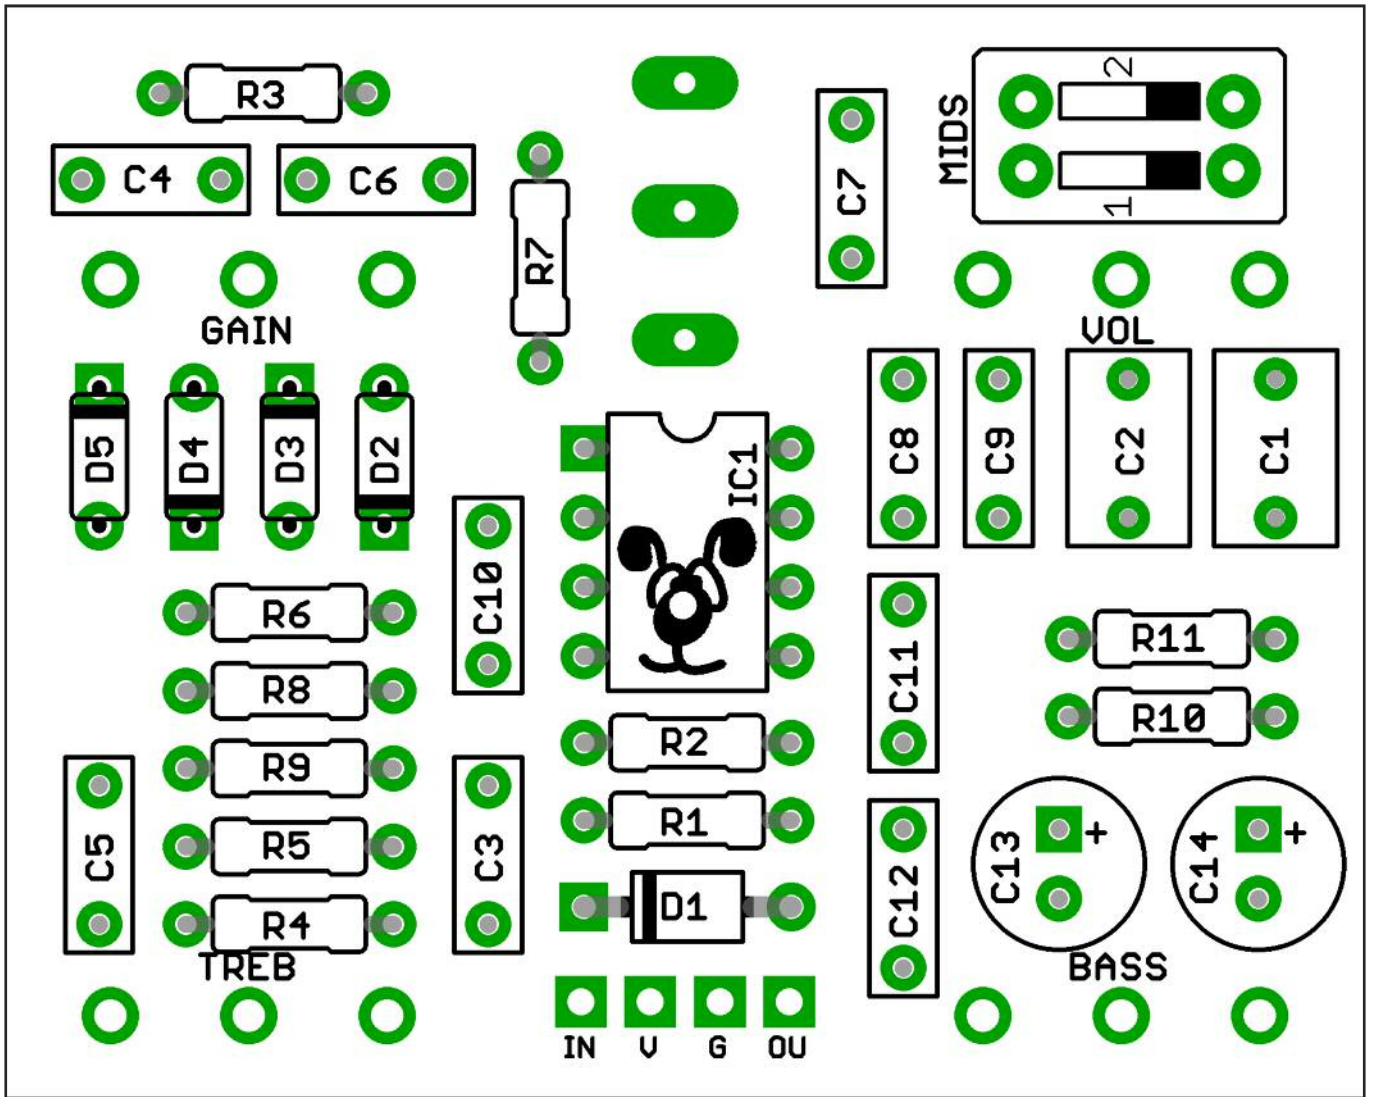 R3
2
MIDS
C4
C6
C7
1
R7
GAIN
VOL
D5
D4
D3
D2
IC1
C8
C9
C2
C1
C10
R6
C11
R11
R8
R10
R2
R9
R1
C5
R5
C3
C13
+
C14
+
C12
D1
R4
TREB
BASS
IN
V
G
OU